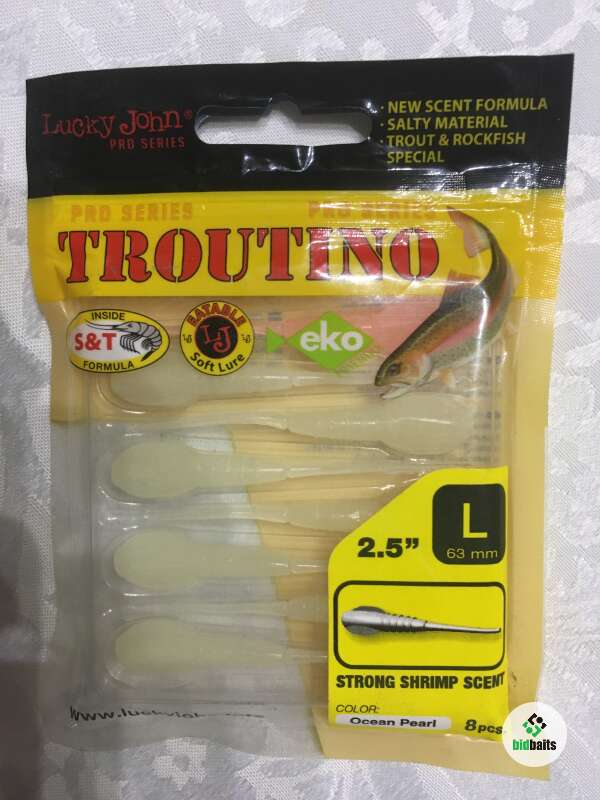 Lucky John®
PRO SERIES
· NEW SCENT FORMULA
· SALTY MATERIAL
· TROUT & ROCKFISH
SPECIAL
PRO SERIES PRO SERIES
TROUTINO
INSIDE
S&T
FORMULA
EATABLE
LJ
Soft Lure
eko
2.5”
L
63 mm
STRONG SHRIMP SCENT
COLOR:
Ocean Pearl
8pcs.
bidbaits